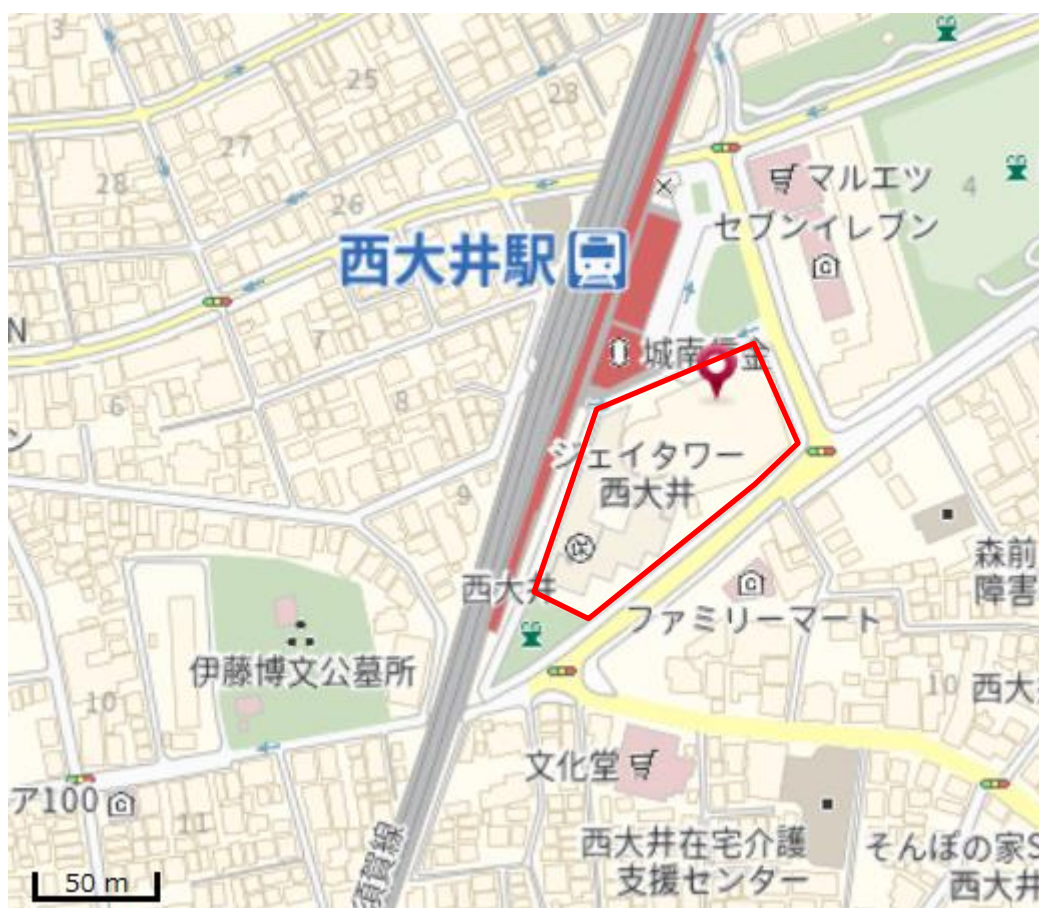 3
25
23
27
28
26
マルエツ
4
セブンイレブン
西大井駅
N
7
城南信金
6
8
ン
ジェイタワー
西大井
9
森前
障害
西大井
ファミリーマート
伊藤博文公墓所
10
10
西大
文化堂
ア100
11
西大井在宅介護
支援センター
そんぽの家S
西大井
須賀線
50 m